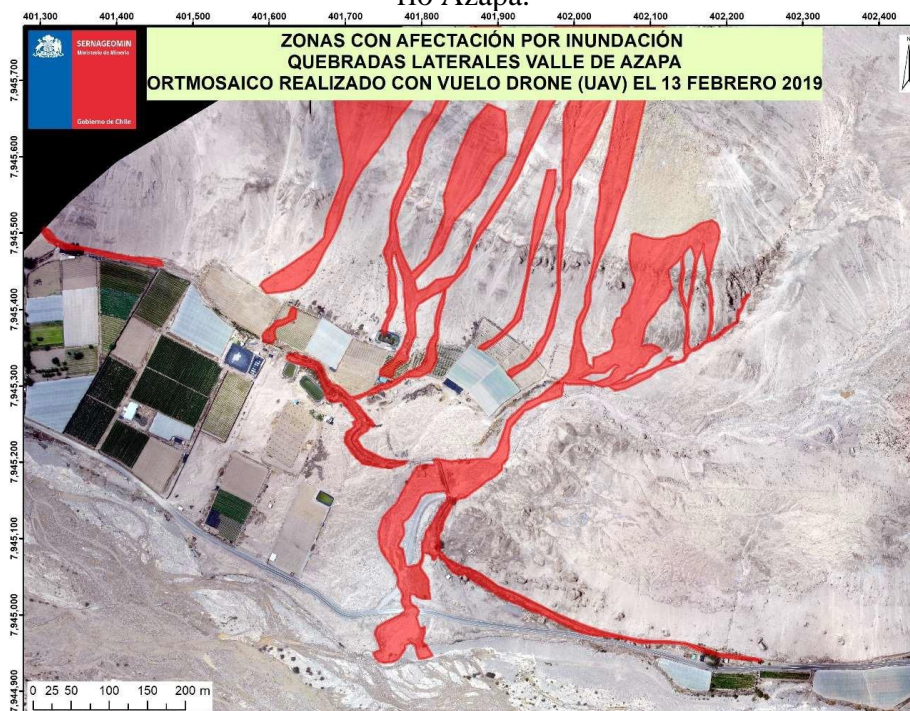 río Azapa.
401,300 401,400 401,500 401,600 401,700 401,800 401,900 402,000 402,100 402,200 402,300 402,400
SERNAGEOMIN
Ministerio de Minería
Gobierno de Chile
ZONAS CON AFECTACIÓN POR INUNDACIÓN
QUEBRADAS LATERALES VALLE DE AZAPA
ORTMOSAICO REALIZADO CON VUELO DRONE (UAV) EL 13 FEBRERO 2019
N
7,945,700
7,945,600
7,945,500
7,945,400
7,945,300
7,945,200
7,945,100
7,945,000
7,944,900
0 25 50 100 150 200 m